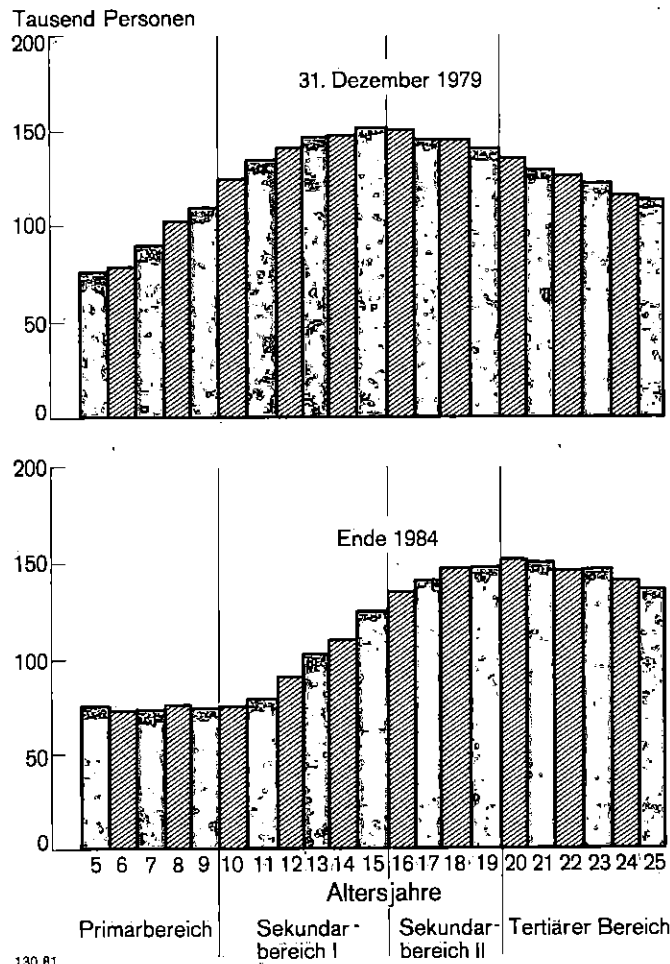 Tausend Personen
200
31. Dezember 1979
150
100
50
0
200
Ende 1984
150
100
50
0
5 6 7 8 9 10 11 12 13 14 15 16 17 18 19 20 21 22 23 24 25
Altersjahre
Primarbereich Sekundar- Sekundar- Tertiärer Bereich
bereich I bereich II
130 81